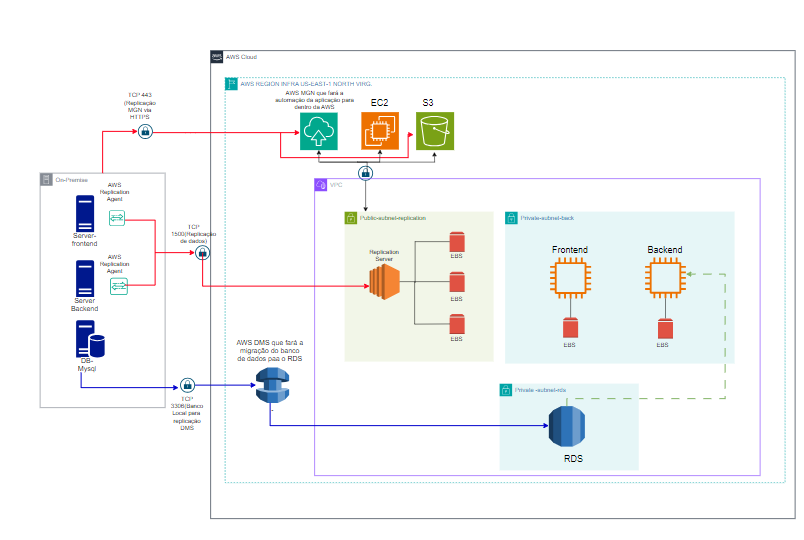 AWS Cloud
AWS REGION INFRA US-EAST-1 NORTH VIRG.
TCP 443
(Replicação
MGN via
HTTPS
AWS MGN que fará a
automação da aplicação para
dentro da AWS
EC2
S3
On-Premise
AWS
Replication
Agent
Server-
frontend
AWS
Replication
Agent
Server
Backend
DB-
Mysql
TCP
1500(Replicação
de dados)
VPC
Public-subnet-replication
Replication
Server
EBS
EBS
EBS
Private-subnet-back
Frontend
Backend
EBS
EBS
AWS DMS que fará a
migração do banco
de dados paa o RDS
TCP
3306(Banco
Local para
replicação
DMS
Private -subnet-rds
RDS